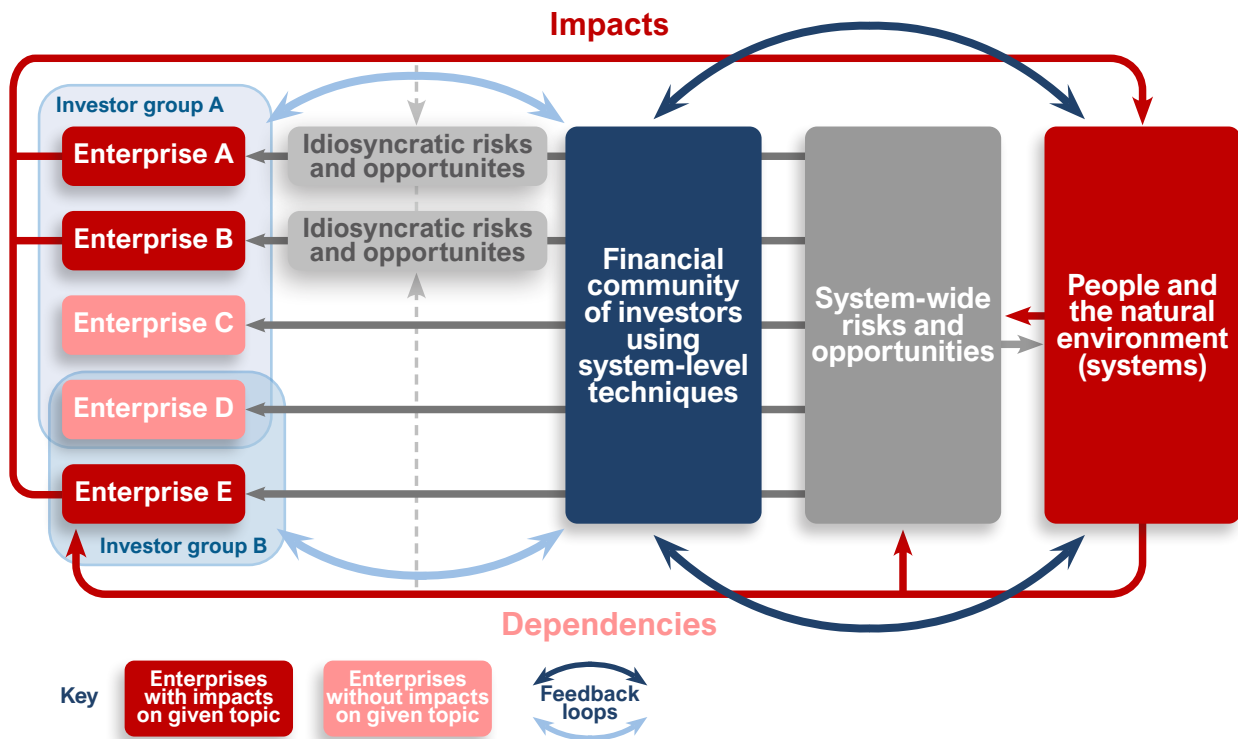 Impacts
Investor group A
Enterprise A
Idiosyncratic risks
and opportunites
Enterprise B
Idiosyncratic risks
and opportunites
Enterprise C
Enterprise D
Enterprise E
Investor group B
Financial
community
of investors
using
system-level
techniques
System-wide
risks and
opportunities
People and
the natural
environment
(systems)
Dependencies
Key
Enterprises
with impacts
on given topic
Enterprises
without impacts
on given topic
Feedback
loops